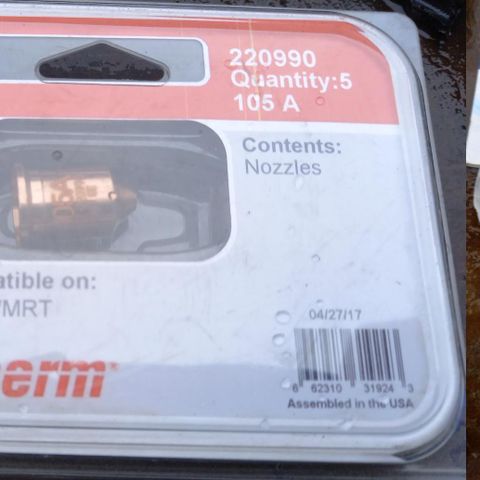 220990
Quantity:5
105 A
Contents:
Nozzles
atible on:
/MRT
04/27/17
erm
6 62310 31924 3
Assembled in the USA